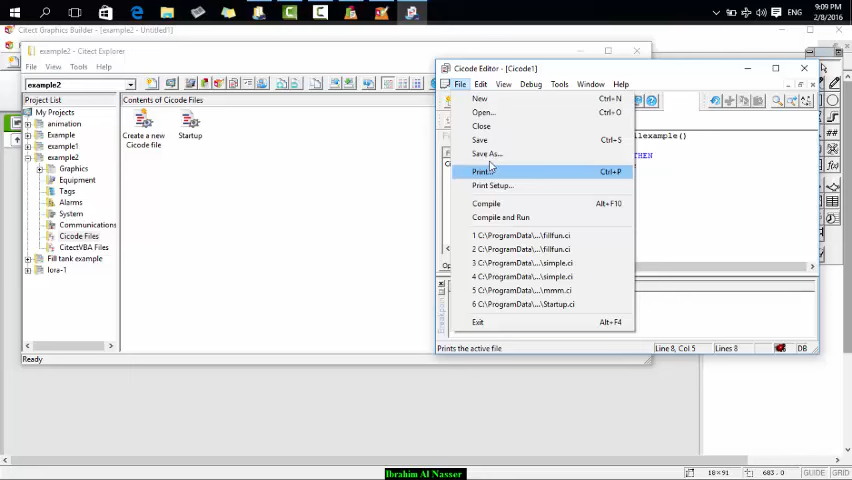 9:09 PM
ENG
2/8/2016
Citect Graphics Builder - [example2 - Untitled1]
example2 - Citect Explorer
File View Tools Help
example2
Project List
Contents of Cicode Files
My Projects
animation
Example
example1
example2
Graphics
Equipment
Tags
Alarms
System
Communications
Cicode Files
CitectVBA Files
Fill tank example
lora-1
Create a new
Cicode file
Startup
Ready
Cicode Editor - [Cicode1]
File Edit View Debug Tools Window Help
New Ctrl+N
Open... Ctrl+O
Close
Save Ctrl+S
Save As...
Print... Ctrl+P
Print Setup...
Compile Alt+F10
Compile and Run
1 C:\ProgramData\...\fillfun.ci
2 C:\ProgramData\...\fillfun.ci
3 C:\ProgramData\...\simple.ci
4 C:\ProgramData\...\simple.ci
5 C:\ProgramData\...\mmm.ci
6 C:\ProgramData\...\Startup.ci
Exit Alt+F4
llexample()
THEN
Breakpoint
Prints the active file
Line 8, Col 5
Lines 8
DB
18×91
683, 0
GUIDE
GRID
Ibrahim Al Nasser